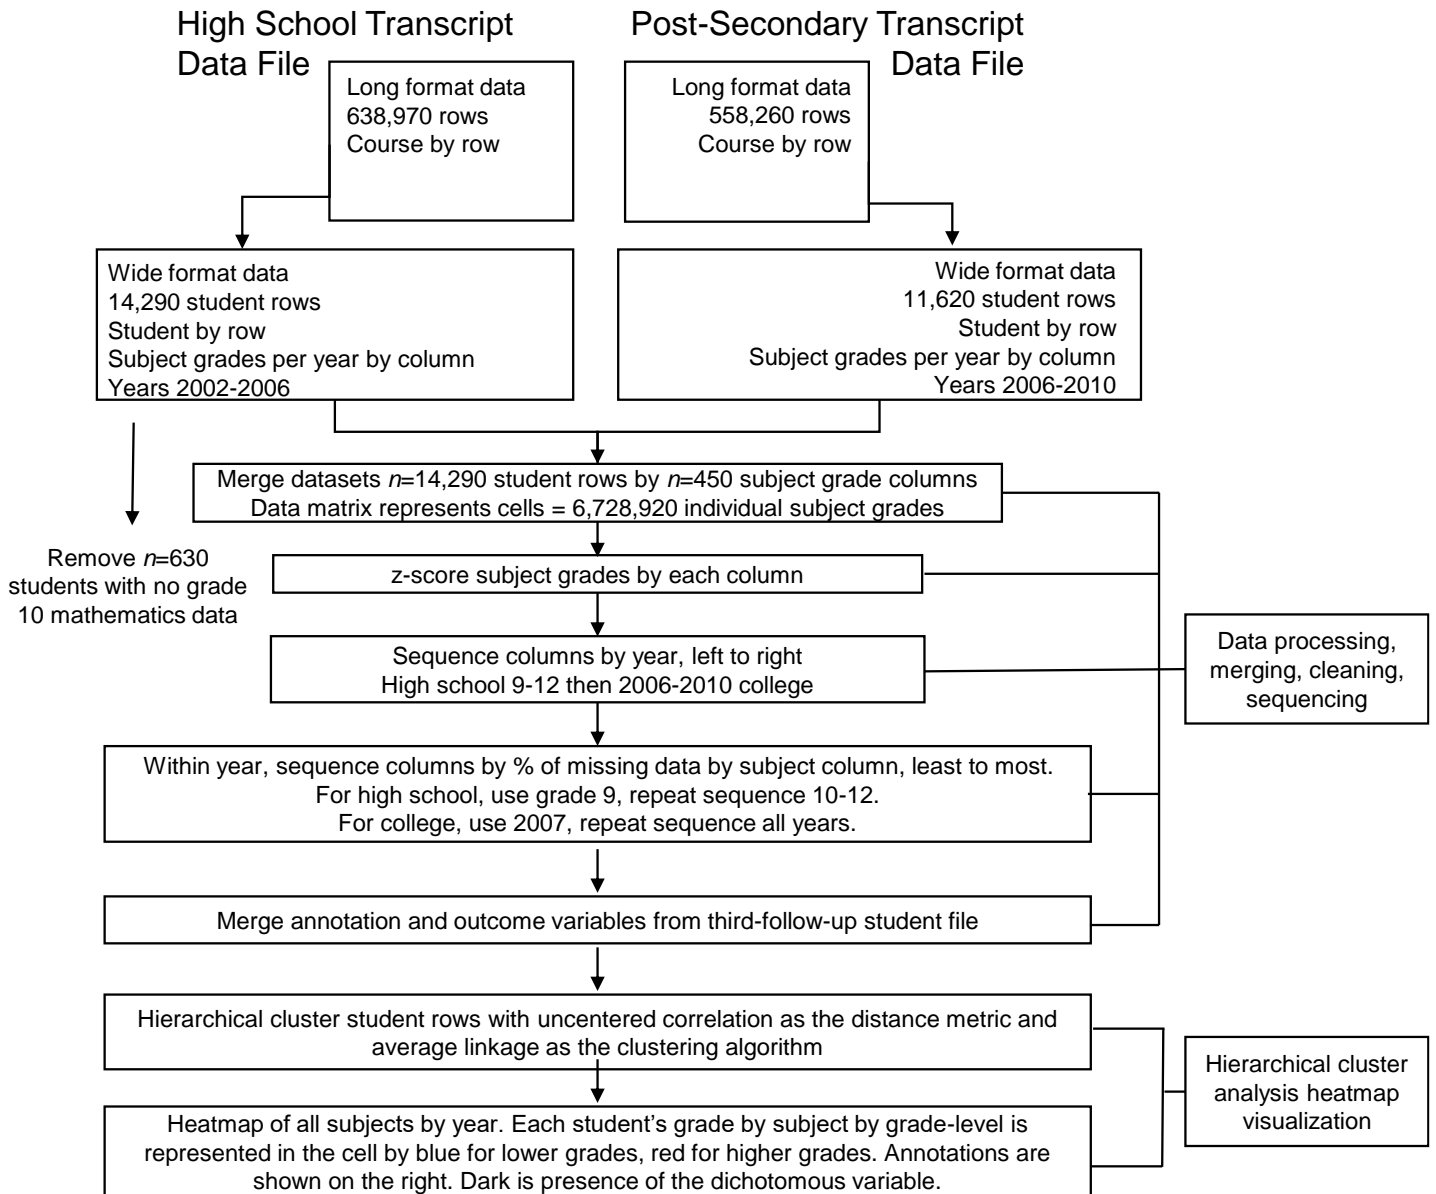 High School Transcript
Data File
Post-Secondary Transcript
Data File
Long format data
638,970 rows
Course by row
Long format data
558,260 rows
Course by row
Wide format data
14,290 student rows
Student by row
Subject grades per year by column
Years 2002-2006
Wide format data
11,620 student rows
Student by row
Subject grades per year by column
Years 2006-2010
Merge datasets n=14,290 student rows by n=450 subject grade columns
Data matrix represents cells = 6,728,920 individual subject grades
Remove n=630
students with no grade
10 mathematics data
z-score subject grades by each column
Sequence columns by year, left to right
High school 9-12 then 2006-2010 college
Data processing,
merging, cleaning,
sequencing
Within year, sequence columns by % of missing data by subject column, least to most.
For high school, use grade 9, repeat sequence 10-12.
For college, use 2007, repeat sequence all years.
Merge annotation and outcome variables from third-follow-up student file
Hierarchical cluster student rows with uncentered correlation as the distance metric and
average linkage as the clustering algorithm
Hierarchical cluster
analysis heatmap
visualization
Heatmap of all subjects by year. Each student's grade by subject by grade-level is
represented in the cell by blue for lower grades, red for higher grades. Annotations are
shown on the right. Dark is presence of the dichotomous variable.